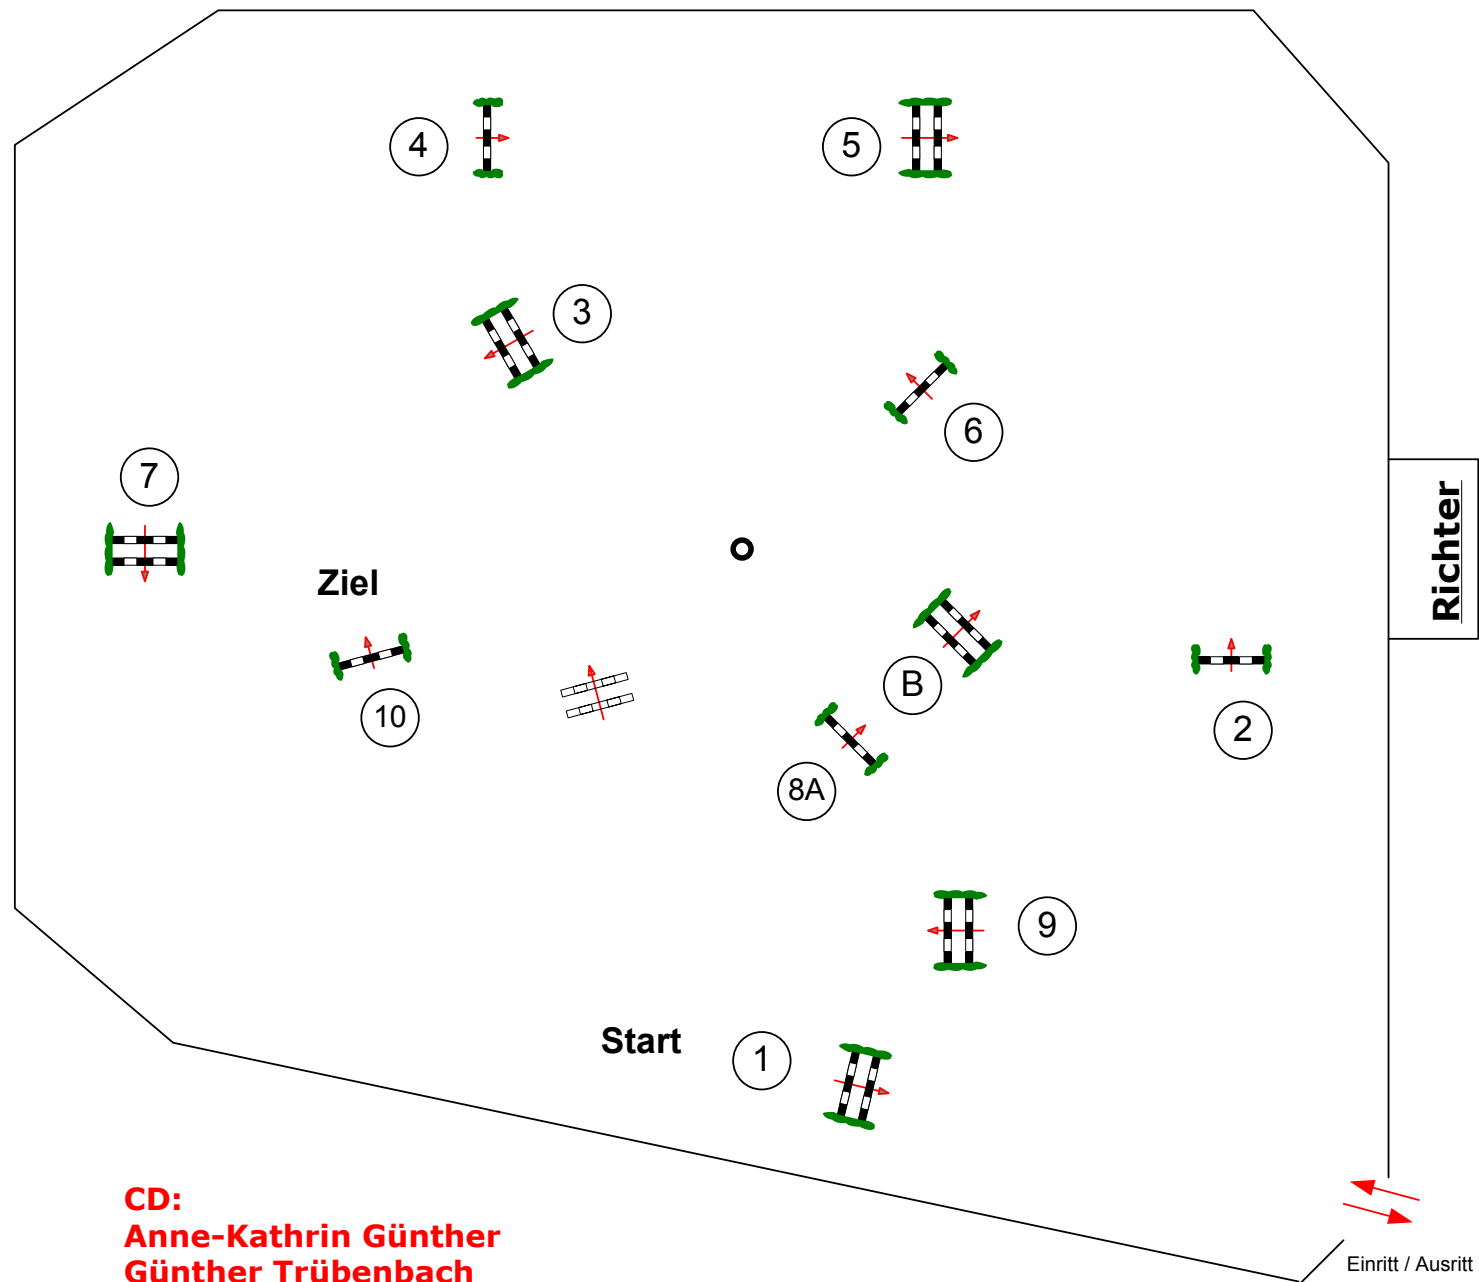 4
5
3
6
7
Richter
Ziel
B
10
2
8A
9
Start
1
CD:
Anne-Kathrin Günther
Günther Trübenbach
Einritt / Ausritt